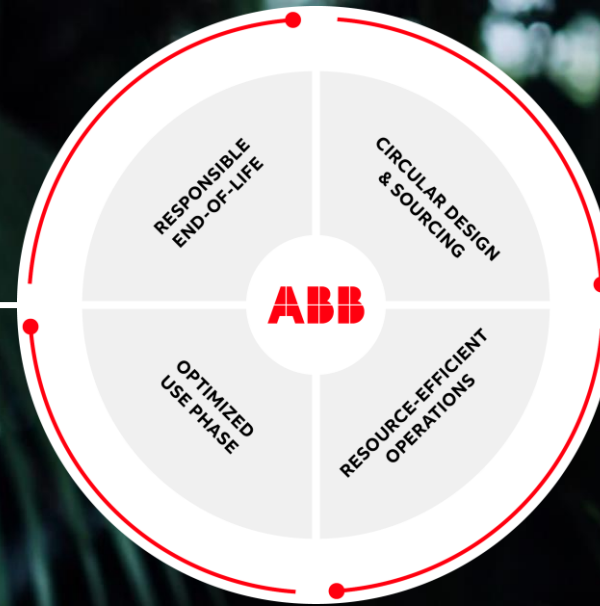 RESPONSIBLE
END-OF-LIFE
CIRCULAR DESIGN
& SOURCING
ABB
OPTIMIZED
USE PHASE
RESOURCE-EFFICIENT
OPERATIONS